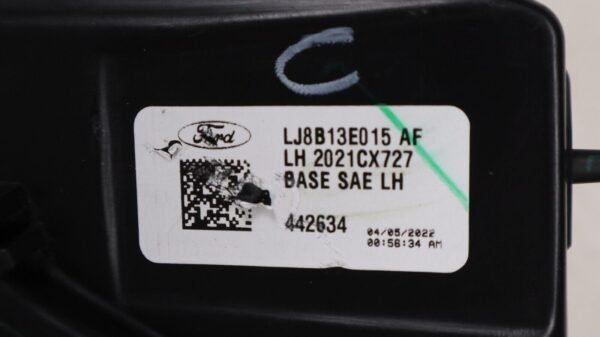 C
Ford
LJ8B13E015 AF
LH 2021CX727
BASE SAE LH
442634
04/05/2022
00:56:34 AM